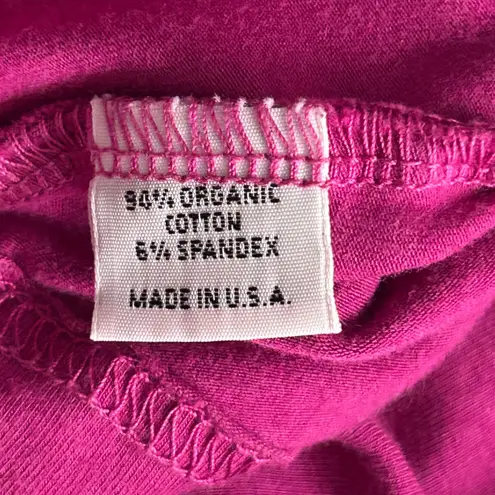 94% ORGANIC
COTTON
6% SPANDEX
MADE IN U.S.A.